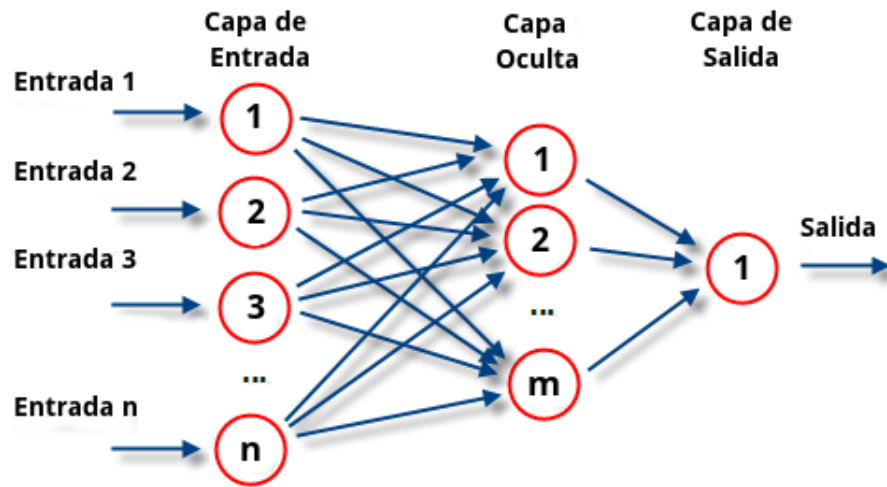 Capa de
Entrada
Capa
Oculta
Capa de
Salida
Entrada 1
1
Entrada 2
2
Entrada 3
3
...
Entrada n
n
1
2
...
m
1
Salida